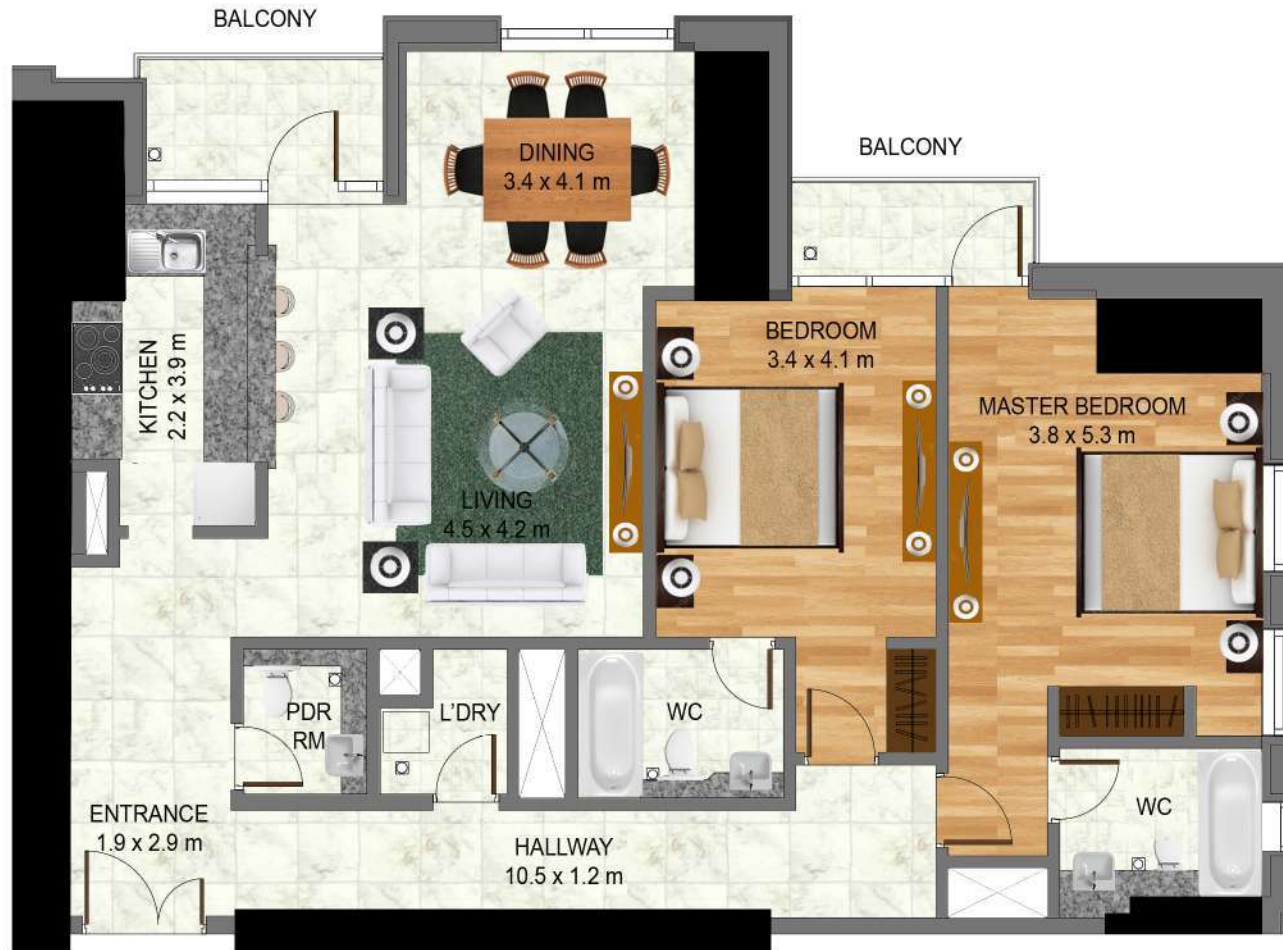 BALCONY
DINING
3.4 x 4.1 m
BALCONY
KITCHEN
2.2 x 3.9 m
BEDROOM
3.4 x 4.1 m
MASTER BEDROOM
3.8 x 5.3 m
LIVING
4.5 x 4.2 m
PDR
RM
L'DRY
WC
WC
ENTRANCE
1.9 x 2.9 m
HALLWAY
10.5 x 1.2 m